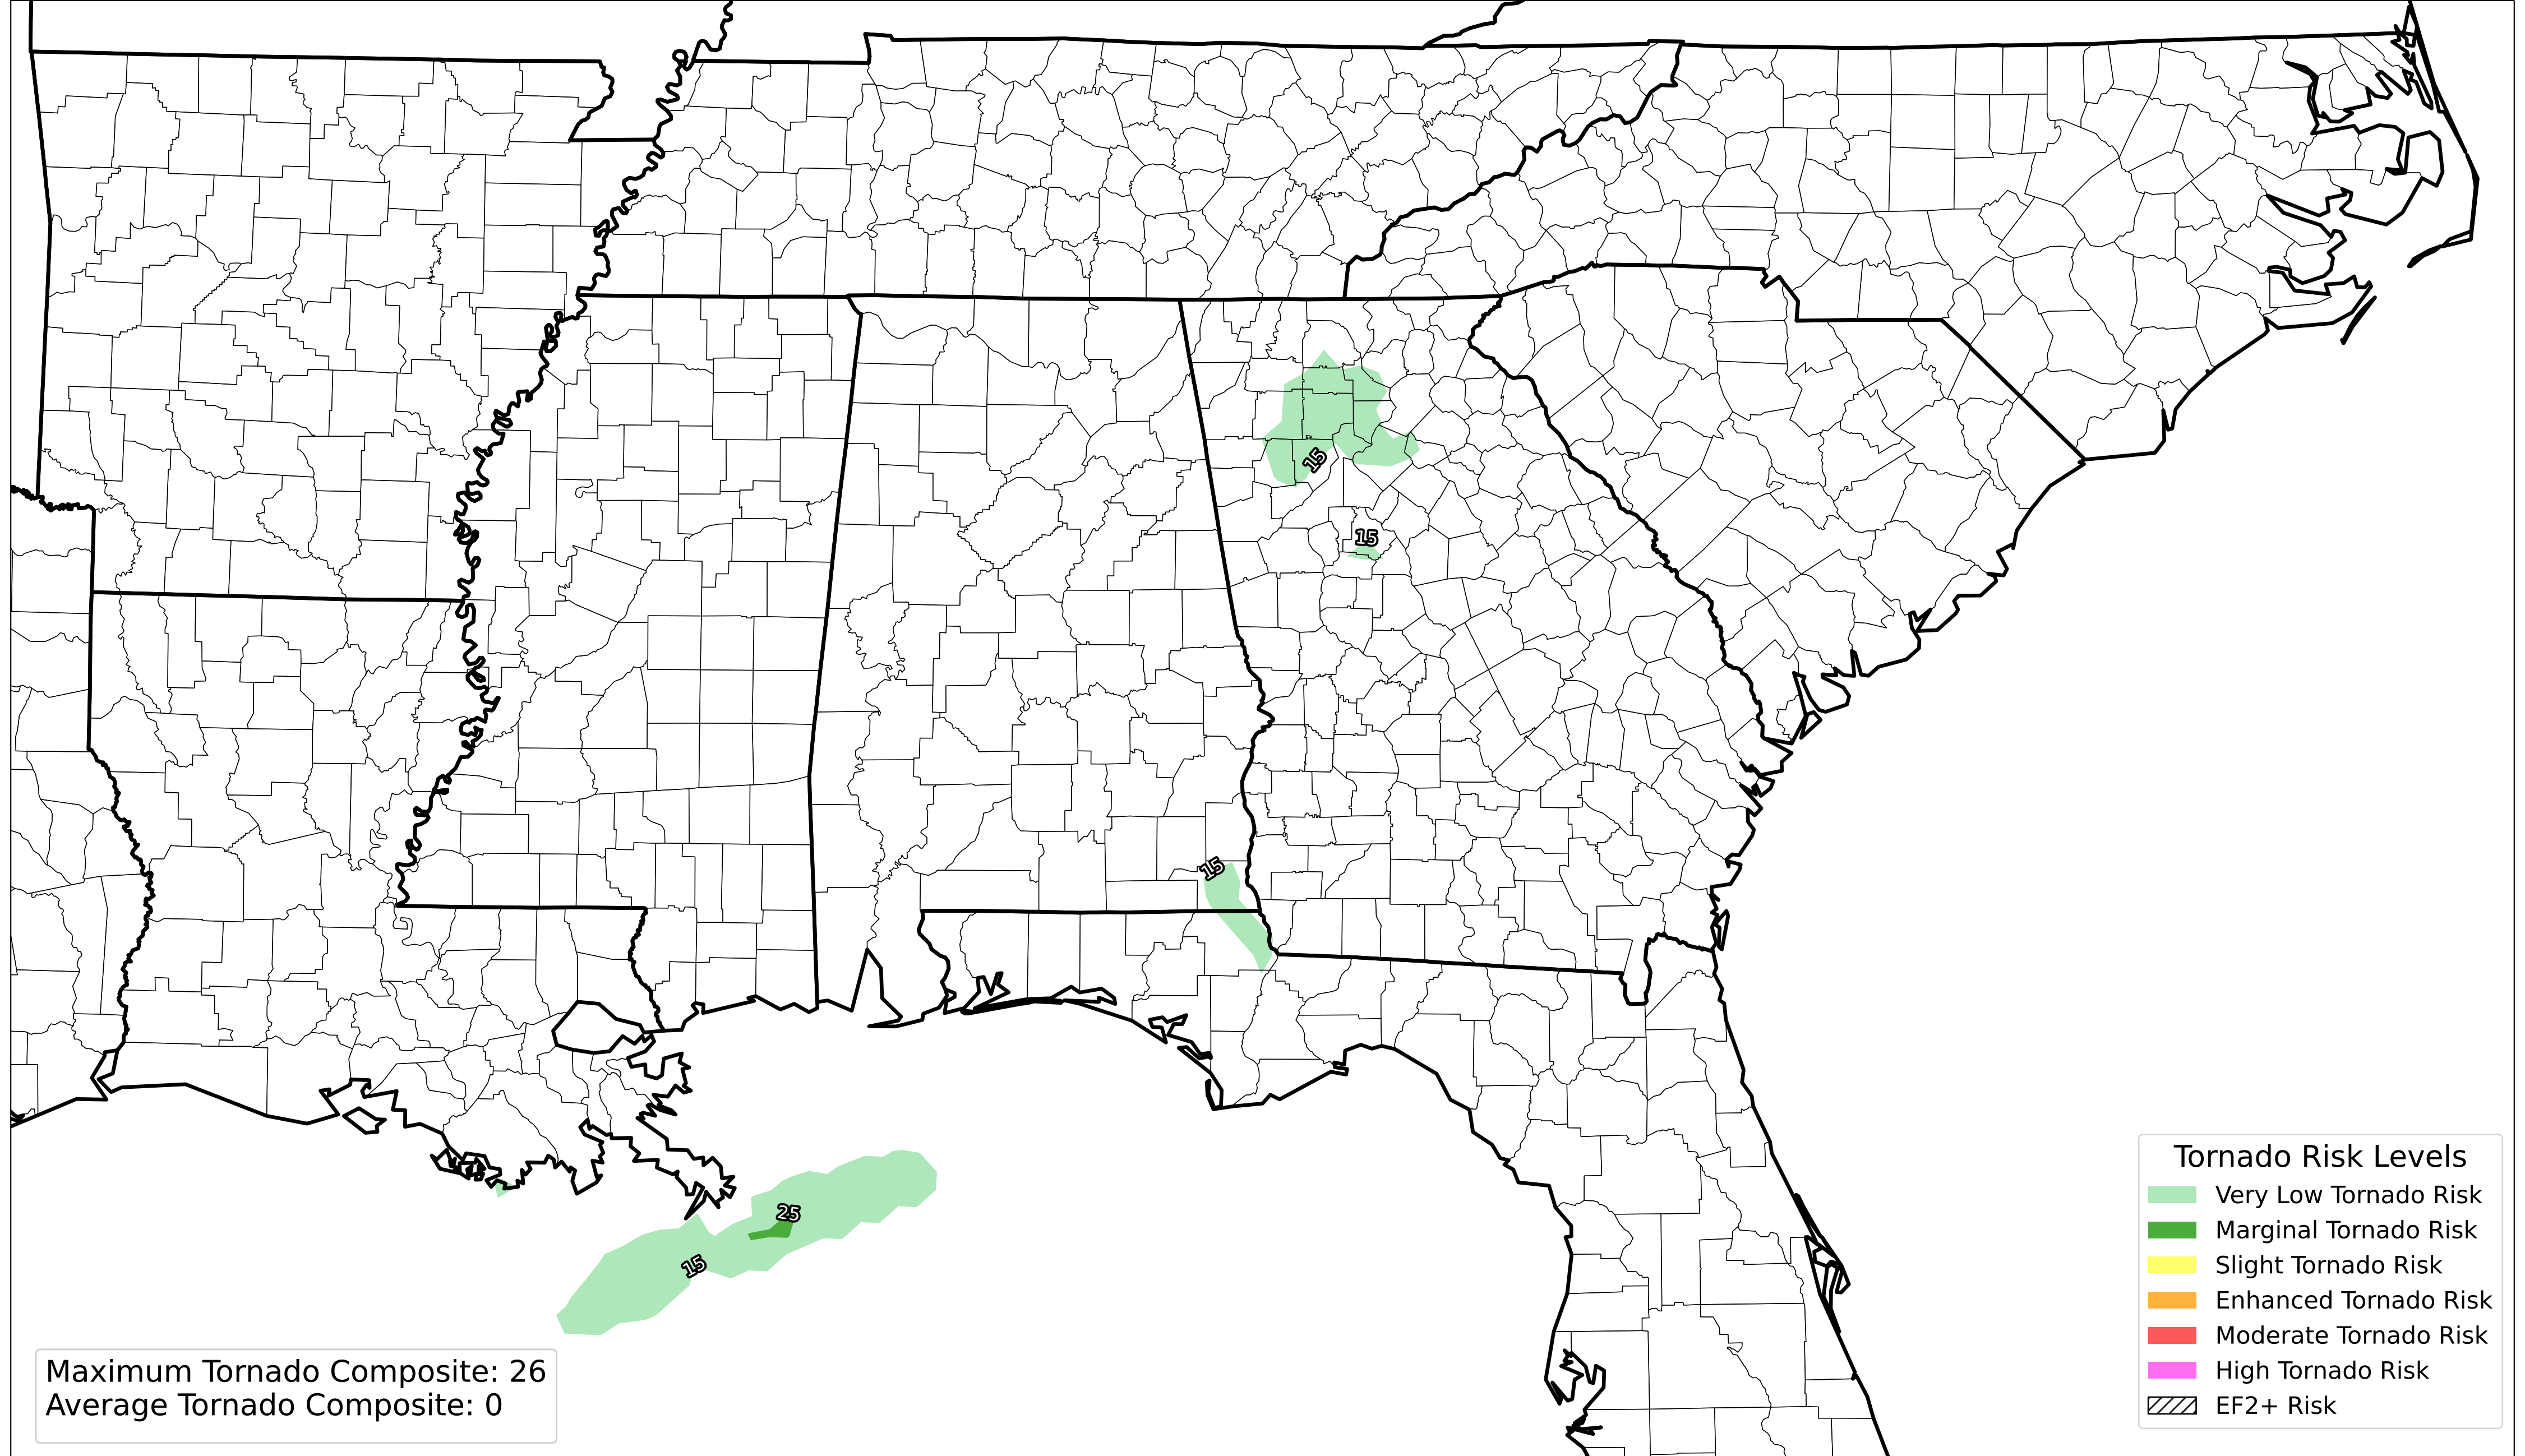 15
15
15
25
15
Tornado Risk Levels
Very Low Tornado Risk
Marginal Tornado Risk
Slight Tornado Risk
Enhanced Tornado Risk
Moderate Tornado Risk
High Tornado Risk
EF2+ Risk
Maximum Tornado Composite: 26
Average Tornado Composite: 0